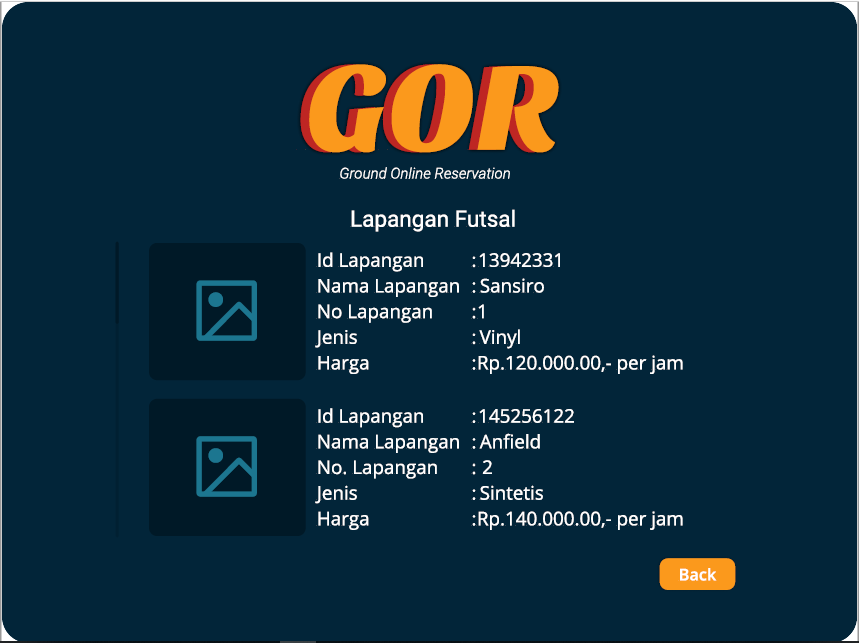 GOR
Ground Online Reservation
Lapangan Futsal
Id Lapangan :13942331
Nama Lapangan : Sansiro
No Lapangan :1
Jenis : Vinyl
Harga :Rp.120.000.00,- per jam
Id Lapangan :145256122
Nama Lapangan : Anfield
No. Lapangan : 2
Jenis : Sintetis
Harga :Rp.140.000.00,- per jam
Back